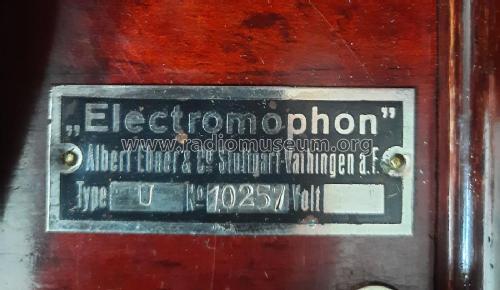 „Electromophon"
www.radiomuseum.org
Albert Ebner & Co Stuttgart-Vaihingen a.F.
Type U No 10257 Volt